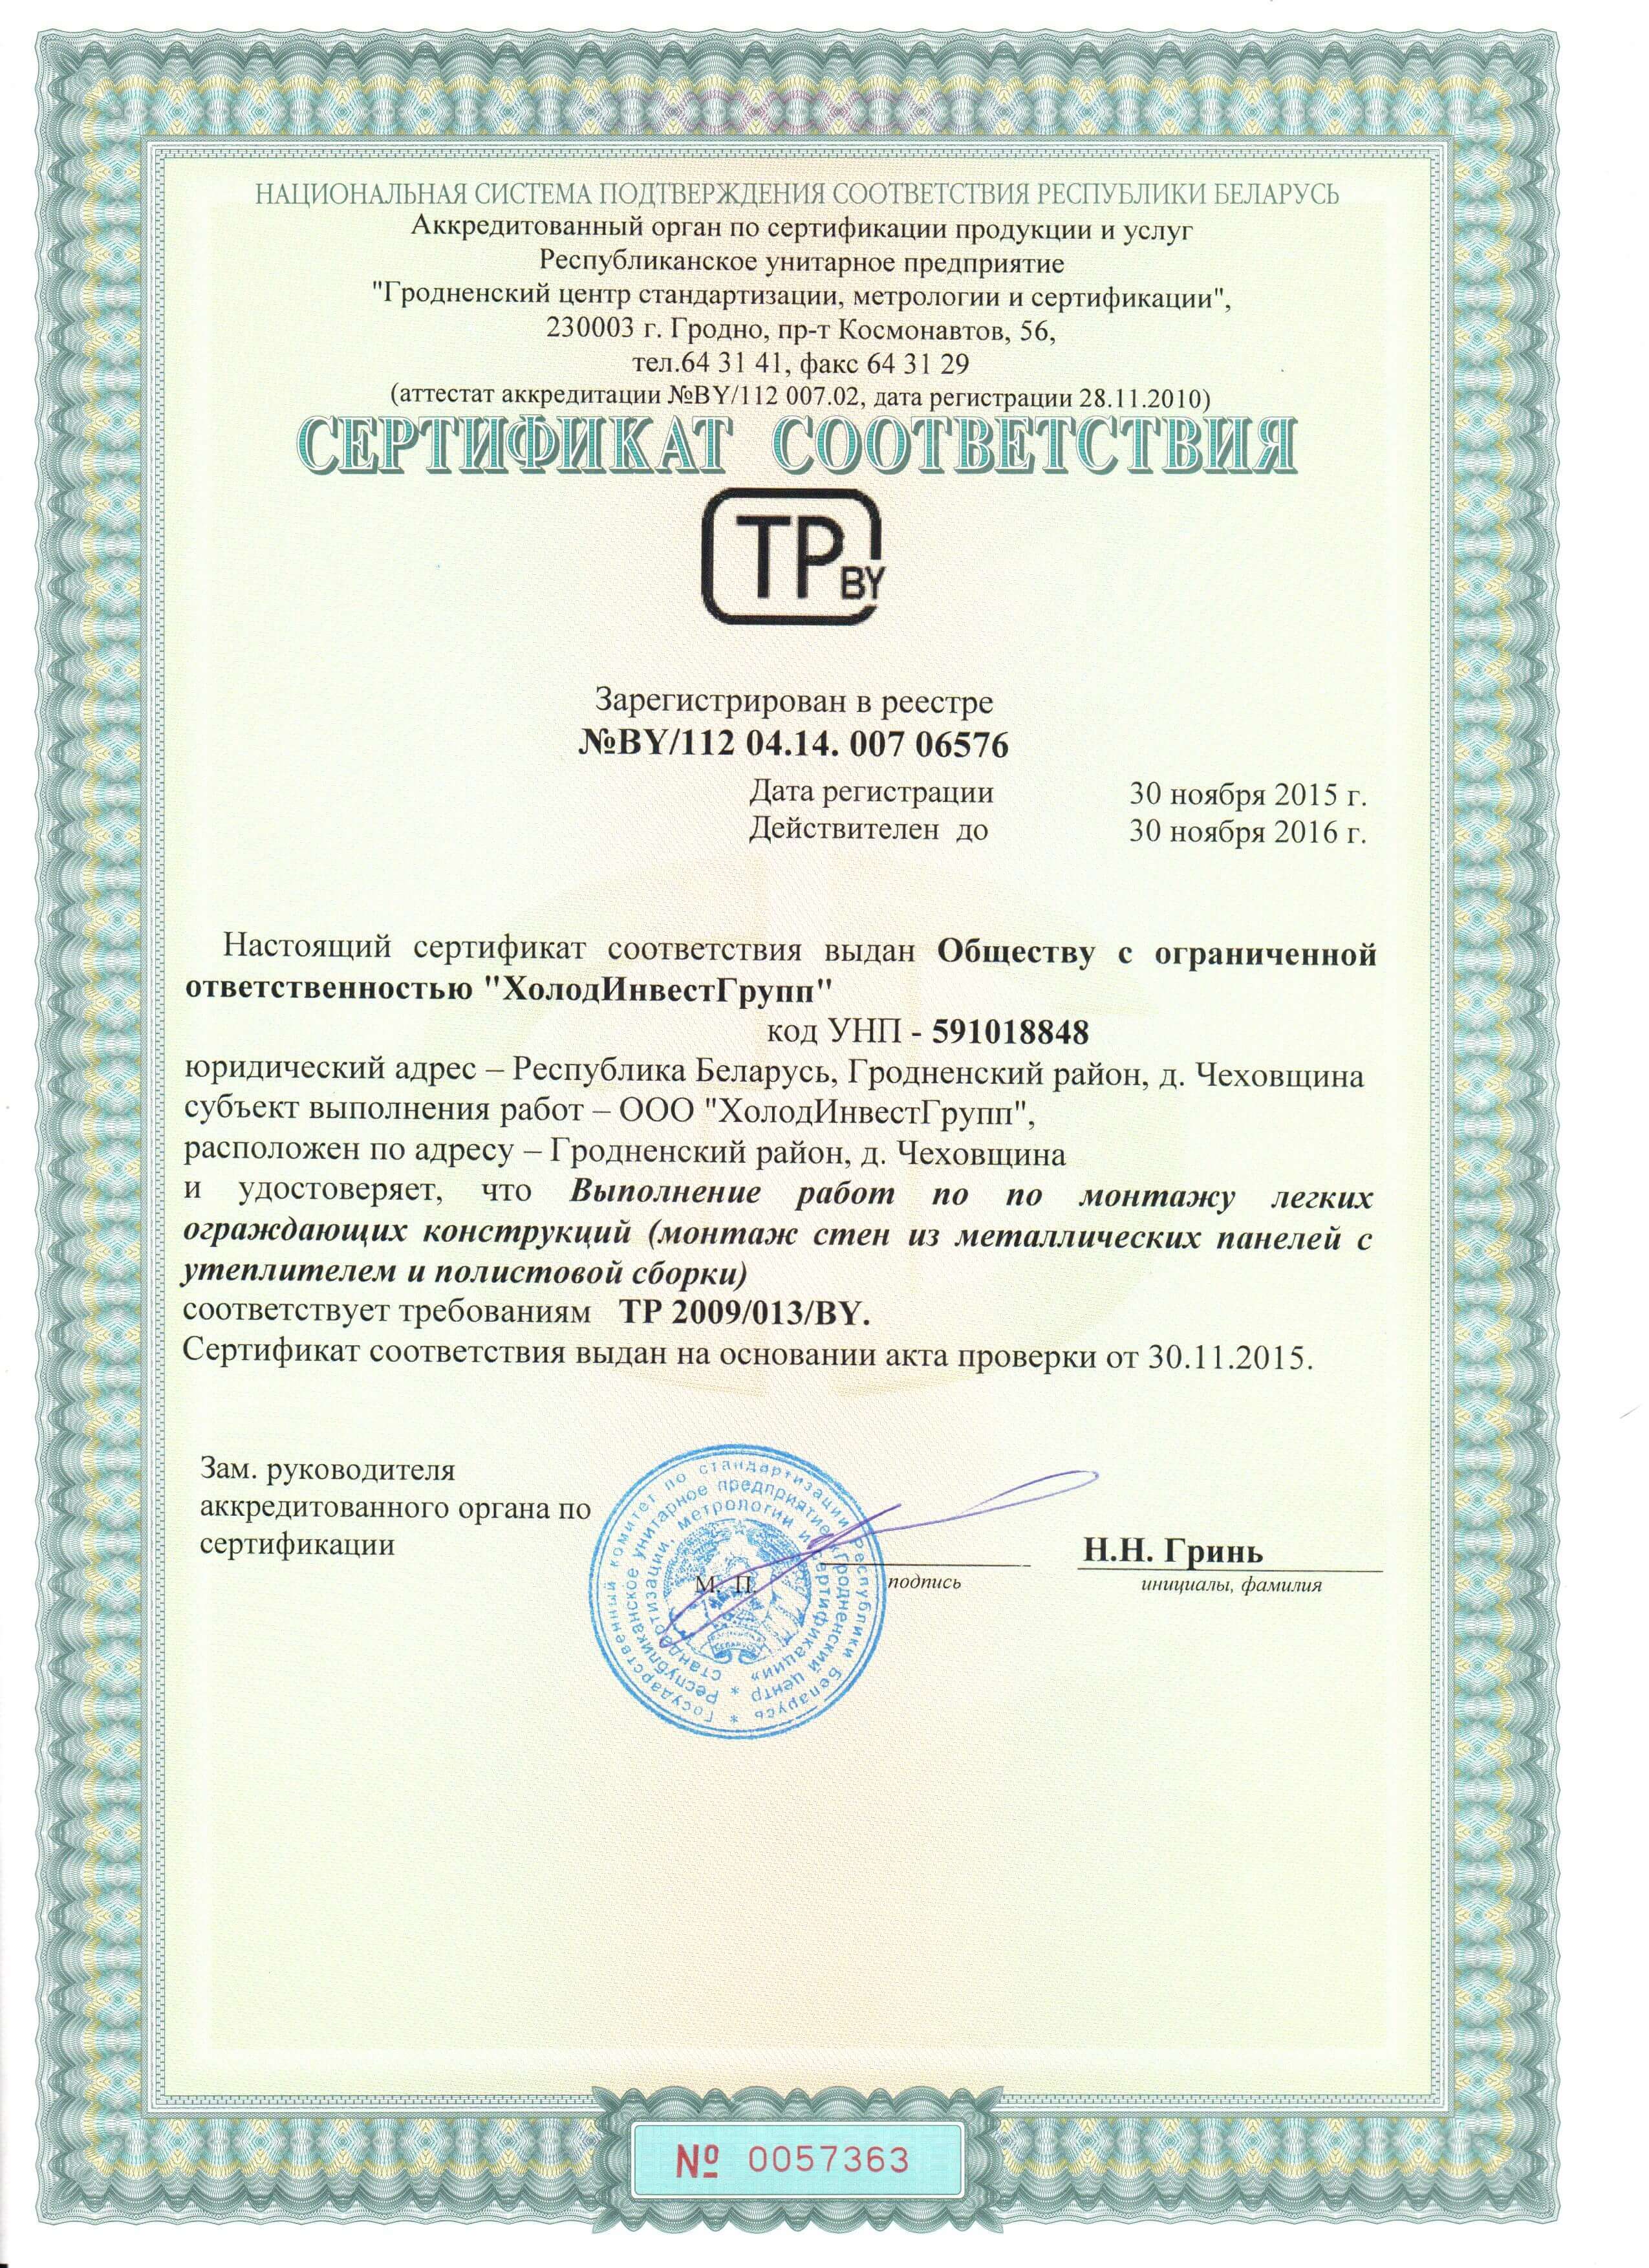 НАЦИОНАЛЬНАЯ СИСТЕМА ПОДТВЕРЖДЕНИЯ СООТВЕТСТВИЯ РЕСПУБЛИКИ БЕЛАРУСЬ
Аккредитованный орган по сертификации продукции и услуг
Республиканское унитарное предприятие
"Гродненский центр стандартизации, метрологии и сертификации",
230003 г. Гродно, пр-т Космонавтов, 56,
тел.64 31 41, факс 64 31 29
(аттестат аккредитации №BY/112 007.02, дата регистрации 28.11.2010)
СЕРТИФИКАТ СООТВЕТСТВИЯ
ТР BY
Зарегистрирован в реестре
№BY/112 04.14. 007 06576
Дата регистрации 30 ноября 2015 г.
Действителен до 30 ноября 2016 г.
Настоящий сертификат соответствия выдан Обществу с ограниченной
ответственностью "ХолодИнвестГрупп"
код УНП - 591018848
юридический адрес – Республика Беларусь, Гродненский район, д. Чеховщина
субъект выполнения работ – ООО "ХолодИнвестГрупп",
расположен по адресу – Гродненский район, д. Чеховщина
и удостоверяет, что Выполнение работ по по монтажу легких
ограждающих конструкций (монтаж стен из металлических панелей с
утеплителем и полистовой сборки)
соответствует требованиям ТР 2009/013/BY.
Сертификат соответствия выдан на основании акта проверки от 30.11.2015.
Зам. руководителя
аккредитованного органа по
сертификации
М. П.
подпись
Н.Н. Гринь
инициалы, фамилия
Государственный комитет по стандартизации Республики Беларусь *
Республиканское унитарное предприятие «Гродненский центр *
стандартизации, метрологии и сертификации»
№ 0057363